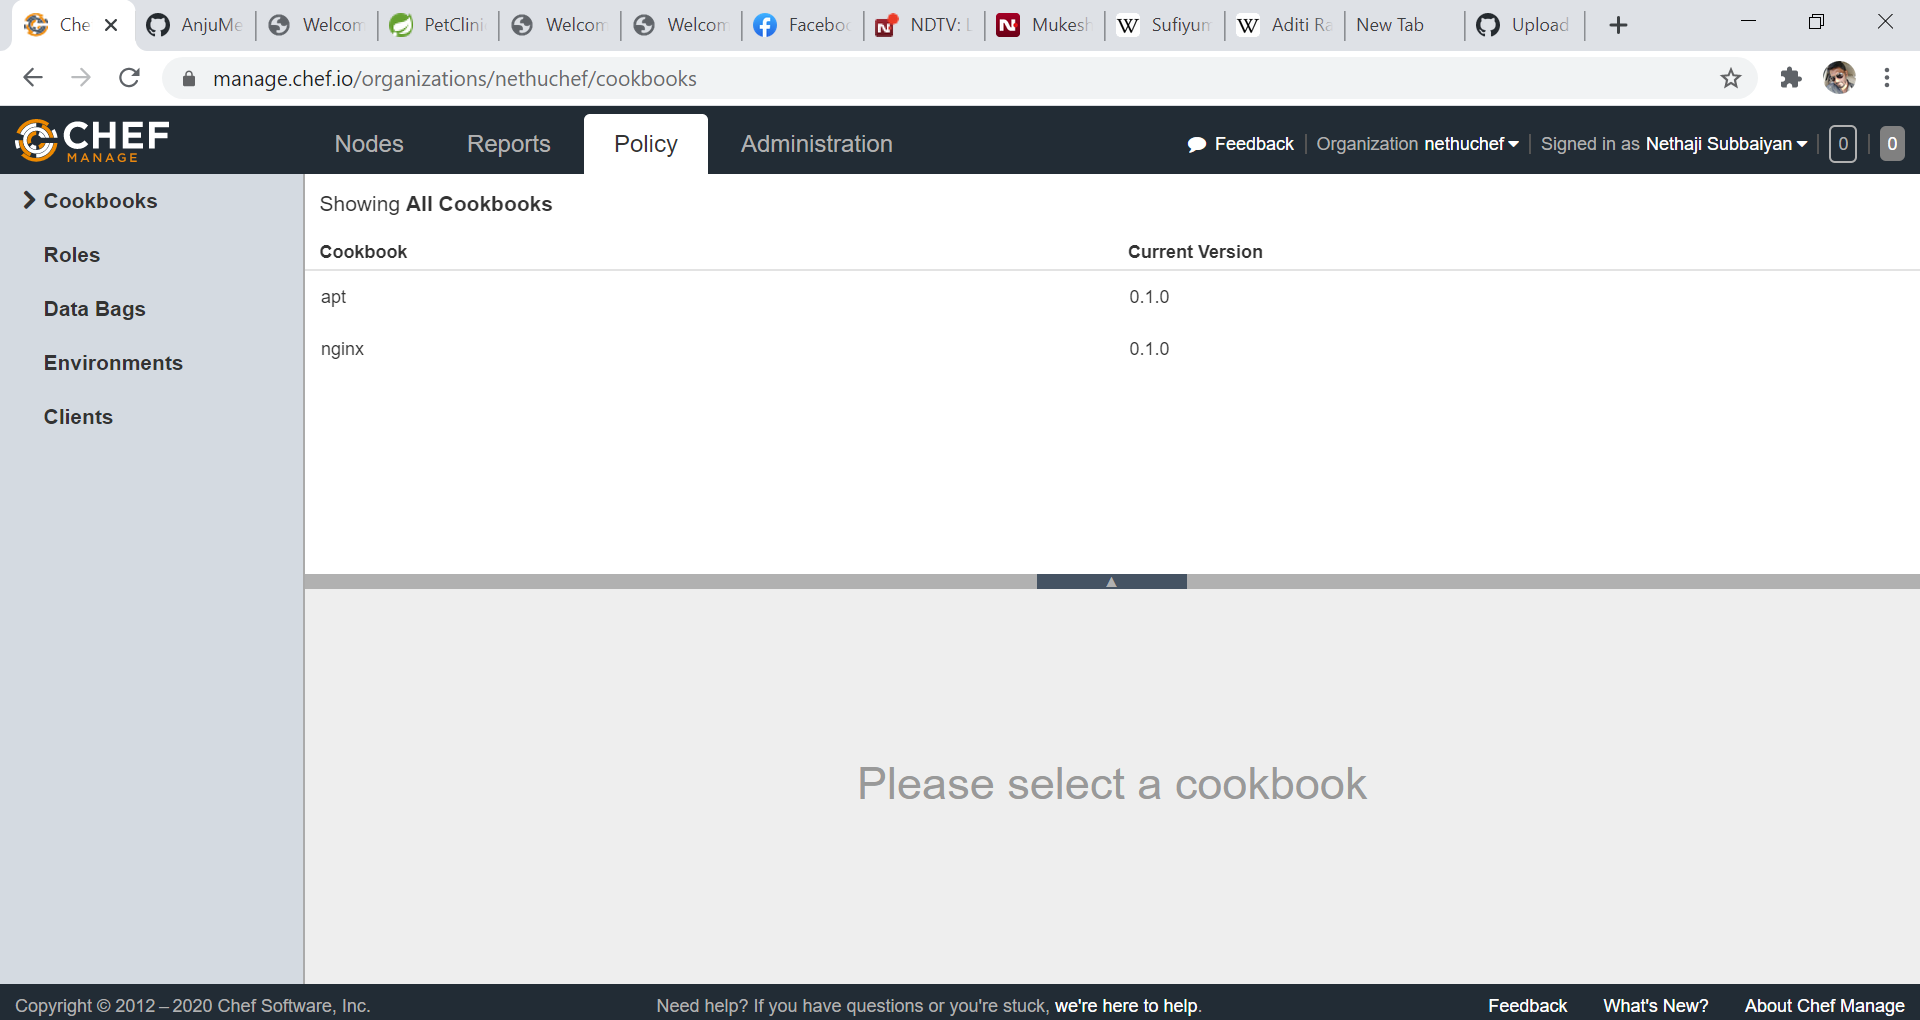 Che
AnjuMe
Welcom
PetClini
Welcom
Welcom
Faceboo
NDTV: L
Mukesh
Sufiyum
Aditi Ra
New Tab
Upload
manage.chef.io/organizations/nethuchef/cookbooks
CHEF
MANAGE
Nodes
Reports
Policy
Administration
Feedback
Organization nethuchef
Signed in as Nethaji Subbaiyan
0
0
Cookbooks
Roles
Data Bags
Environments
Clients
Showing All Cookbooks
Cookbook Current Version
apt 0.1.0
nginx 0.1.0
Please select a cookbook
Copyright © 2012 – 2020 Chef Software, Inc.
Need help? If you have questions or you're stuck, we're here to help.
Feedback
What's New?
About Chef Manage